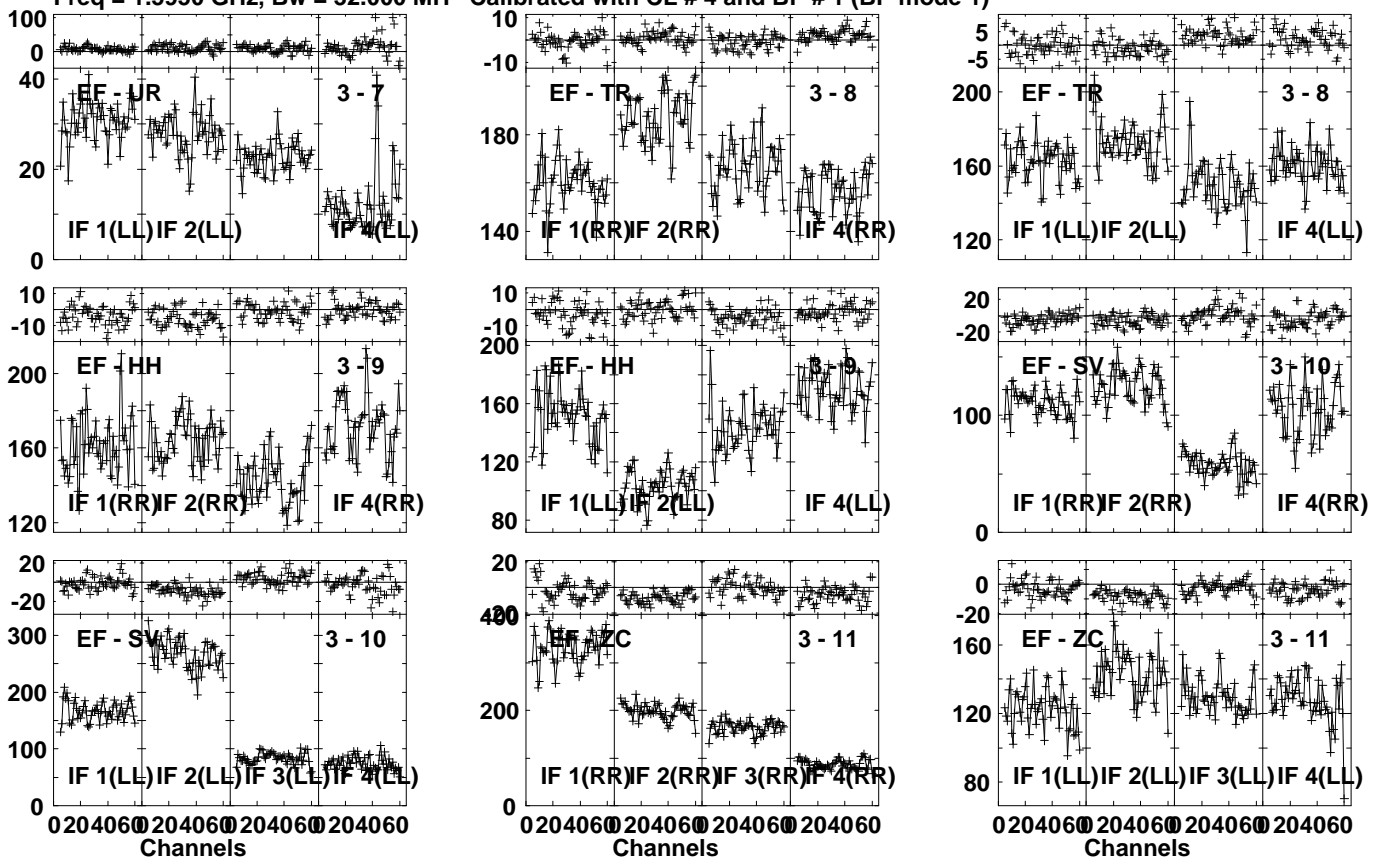 Freq = 1.5956 GHz, Bw = 32.000 MH Calibrated with CL # 4 and BP # 1 (BP mode 1)
100
0
40
20
0
EF - UR
3 - 7
IF 1(LL)
IF 2(LL)
IF 4(LL)
10
-10
180
140
EF - TR
3 - 8
IF 1(RR)
IF 2(RR)
IF 4(RR)
5
-5
200
160
120
EF - TR
3 - 8
IF 1(LL)
IF 2(LL)
IF 4(LL)
10
-10
200
160
120
EF - HH
3 - 9
IF 1(RR)
IF 2(RR)
IF 4(RR)
10
-10
200
160
120
80
EF - HH
3 - 9
IF 1(LL)
IF 2(LL)
IF 4(LL)
20
-20
100
0
EF - SV
3 - 10
IF 1(RR)
IF 2(RR)
IF 4(RR)
20
-20
300
200
100
0
EF - SV
3 - 10
IF 1(LL)
IF 2(LL)
IF 3(LL)
IF 4(LL)
0 20 40 60 0 20 40 60 0 20 40 60 0 20 40 60
Channels
20
-20
400
200
0
EF - ZC
3 - 11
IF 1(RR)
IF 2(RR)
IF 3(RR)
IF 4(RR)
0 20 40 60 0 20 40 60 0 20 40 60 0 20 40 60
Channels
0
-20
160
120
80
EF - ZC
3 - 11
IF 1(LL)
IF 2(LL)
IF 3(LL)
IF 4(LL)
0 20 40 60 0 20 40 60 0 20 40 60 0 20 40 60
Channels